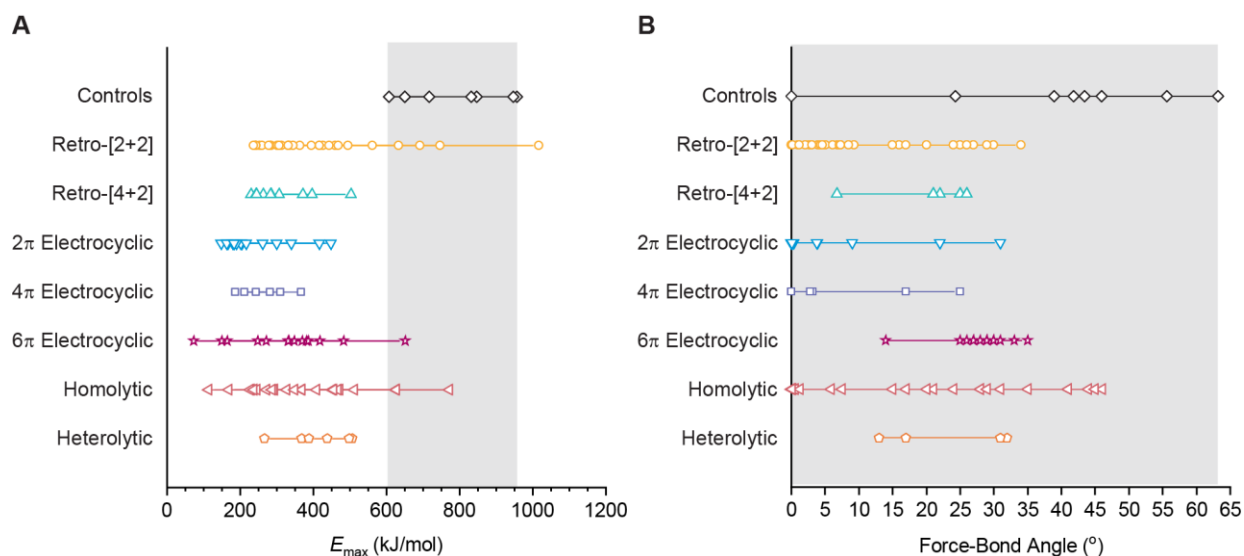 A
Controls
Retro-[2+2]
Retro-[4+2]
2π Electrocyclic
4π Electrocyclic
6π Electrocyclic
Homolytic
Heterolytic
0 200 400 600 800 1000 1200
Emax (kJ/mol)
B
Controls
Retro-[2+2]
Retro-[4+2]
2π Electrocyclic
4π Electrocyclic
6π Electrocyclic
Homolytic
Heterolytic
0 5 10 15 20 25 30 35 40 45 50 55 60 65
Force-Bond Angle (°)